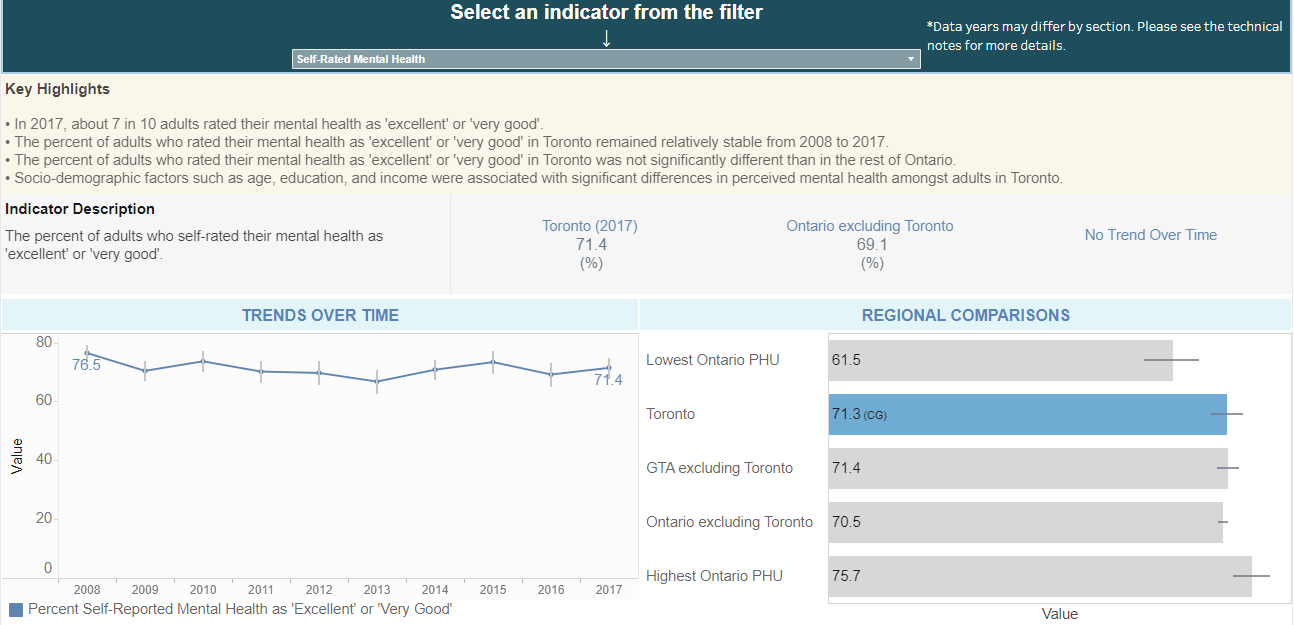 Select an indicator from the filter
↓
*Data years may differ by section. Please see the technical
notes for more details.
Self-Rated Mental Health
Key Highlights
• In 2017, about 7 in 10 adults rated their mental health as 'excellent' or 'very good'.
• The percent of adults who rated their mental health as 'excellent' or 'very good' in Toronto remained relatively stable from 2008 to 2017.
• The percent of adults who rated their mental health as 'excellent' or 'very good' in Toronto was not significantly different than in the rest of Ontario.
• Socio-demographic factors such as age, education, and income were associated with significant differences in perceived mental health amongst adults in Toronto.
Indicator Description
The percent of adults who self-rated their mental health as
'excellent' or 'very good'.
Toronto (2017)
71.4
(%)
Ontario excluding Toronto
69.1
(%)
No Trend Over Time
TRENDS OVER TIME
80
60
40
20
0
Value
76.5
71.4
2008 2009 2010 2011 2012 2013 2014 2015 2016 2017
Percent Self-Reported Mental Health as 'Excellent' or 'Very Good'
REGIONAL COMPARISONS
Lowest Ontario PHU 61.5
Toronto 71.3 (CG)
GTA excluding Toronto 71.4
Ontario excluding Toronto 70.5
Highest Ontario PHU 75.7
Value